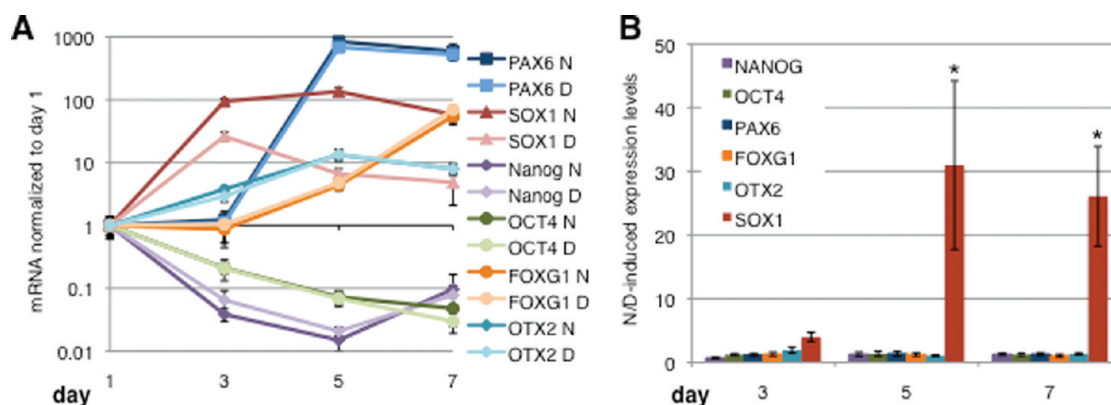 A
mRNA normalized to day 1
1000
100
10
1
0.1
0.01
day
1 3 5 7
PAX6 N
PAX6 D
SOX1 N
SOX1 D
Nanog N
Nanog D
OCT4 N
OCT4 D
FOXG1 N
FOXG1 D
OTX2 N
OTX2 D
B
N/D-induced expression levels
50
40
30
20
10
0
NANOG
OCT4
PAX6
FOXG1
OTX2
SOX1
*
*
day 3 5 7